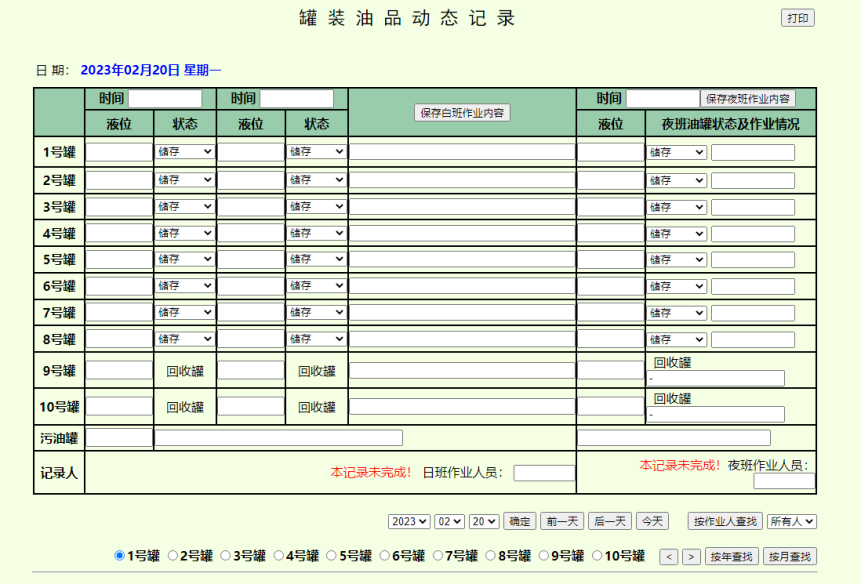 罐装油品动态记录 打印
日 期： 2023年02月20日 星期一
时间 时间 保存白班作业内容 时间 保存夜班作业内容
液位 状态 液位 状态 液位 夜班油罐状态及作业情况
1号罐 储存 储存 储存
2号罐 储存 储存 储存
3号罐 储存 储存 储存
4号罐 储存 储存 储存
5号罐 储存 储存 储存
6号罐 储存 储存 储存
7号罐 储存 储存 储存
8号罐 储存 储存 储存
9号罐 回收罐 回收罐 回收罐
-
10号罐 回收罐 回收罐 回收罐
-
污油罐
记录人 本记录未完成！ 日班作业人员： 本记录未完成！ 夜班作业人员：
2023 02 20 确定 前一天 后一天 今天 按作业人查找 所有人
1号罐 2号罐 3号罐 4号罐 5号罐 6号罐 7号罐 8号罐 9号罐 10号罐 < > 按年查找 按月查找